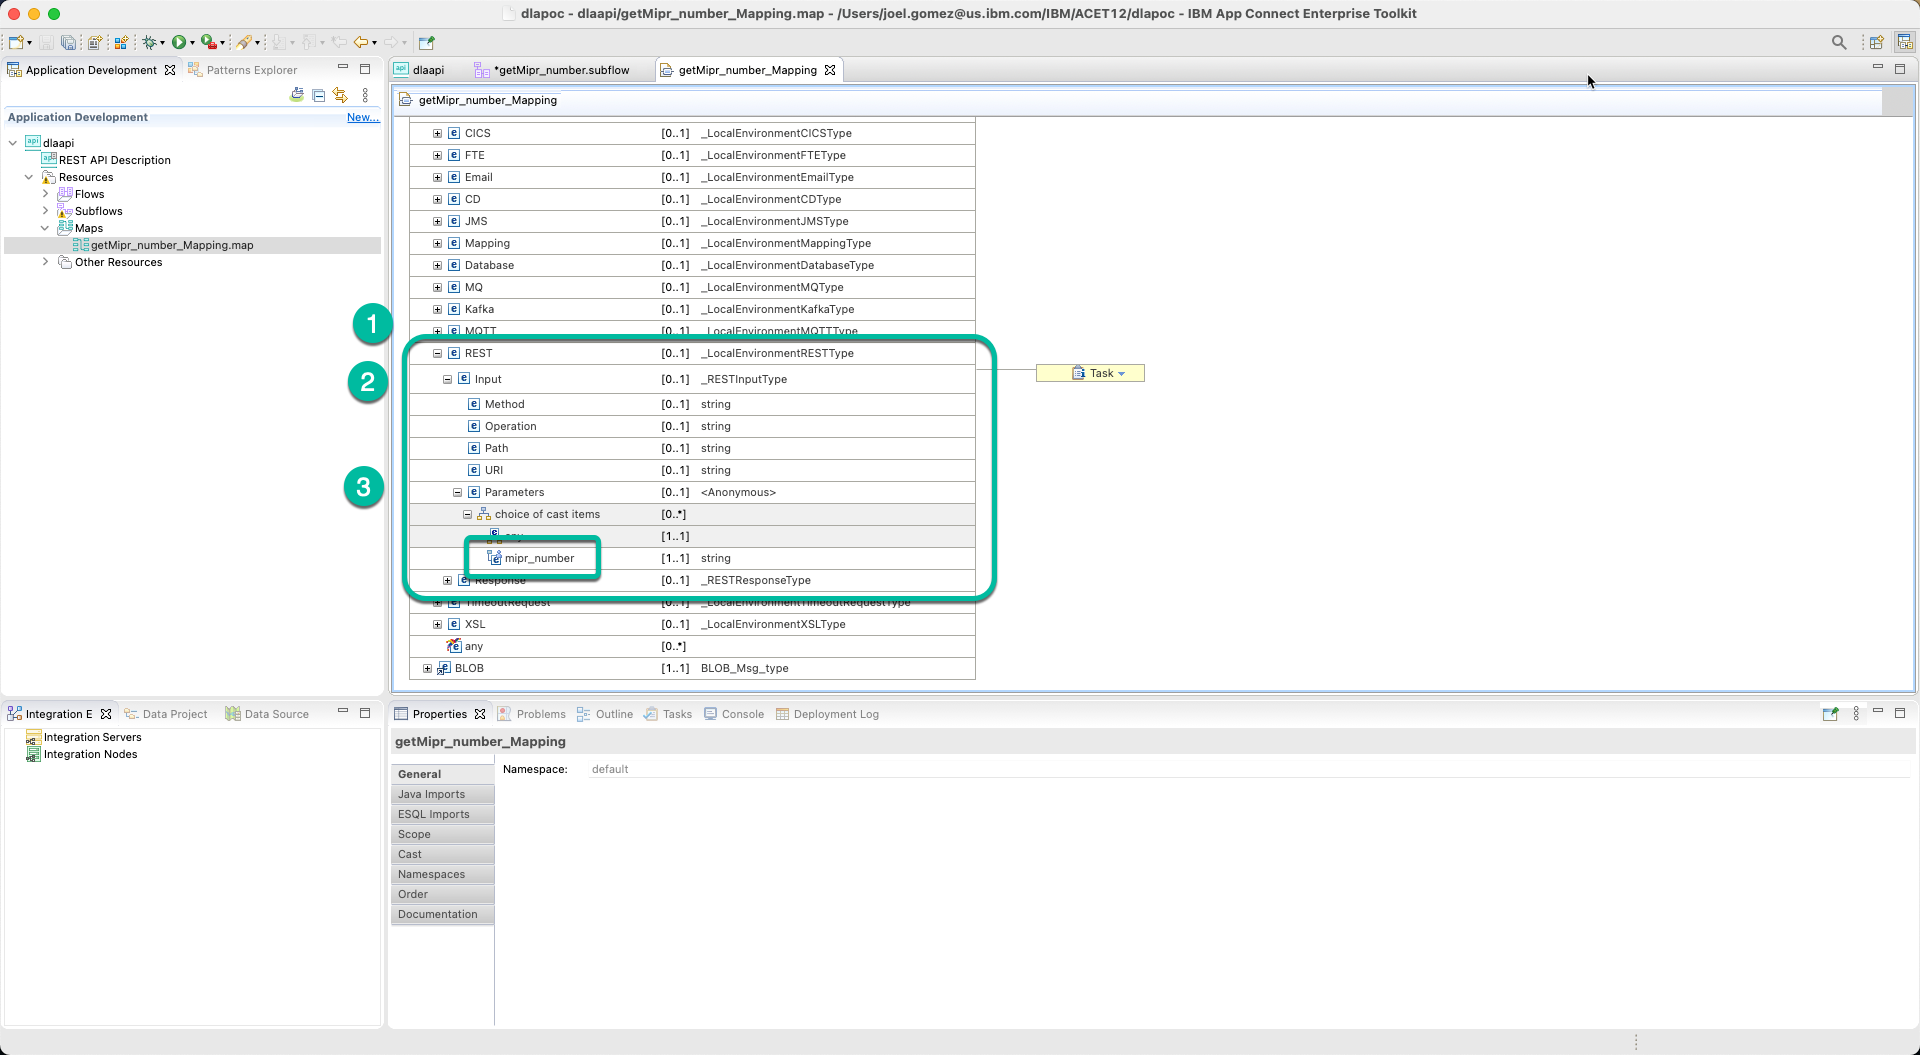 dlapoc - dlaapi/getMipr_number_Mapping.map - /Users/joel.gomez@us.ibm.com/IBM/ACET12/dlapoc - IBM App Connect Enterprise Toolkit
Application Development
Patterns Explorer
Application Development
New...
api dlaapi
REST API Description
Resources
Flows
Subflows
Maps
getMipr_number_Mapping.map
Other Resources
api dlaapi
*getMipr_number.subflow
getMipr_number_Mapping
getMipr_number_Mapping
CICS [0..1] _LocalEnvironmentCICSType
FTE [0..1] _LocalEnvironmentFTEType
Email [0..1] _LocalEnvironmentEmailType
CD [0..1] _LocalEnvironmentCDType
JMS [0..1] _LocalEnvironmentJMSType
Mapping [0..1] _LocalEnvironmentMappingType
Database [0..1] _LocalEnvironmentDatabaseType
MQ [0..1] _LocalEnvironmentMQType
Kafka [0..1] _LocalEnvironmentKafkaType
1
MQTT [0..1] _LocalEnvironmentMQTTType
REST [0..1] _LocalEnvironmentRESTType
Task
2
Input [0..1] _RESTInputType
Method [0..1] string
Operation [0..1] string
Path [0..1] string
URI [0..1] string
3
Parameters [0..1] <Anonymous>
choice of cast items [0..*]
any [1..1]
mipr_number [1..1] string
Response [0..1] _RESTResponseType
TimeoutRequest [0..1] _LocalEnvironmentTimeoutRequestType
XSL [0..1] _LocalEnvironmentXSLType
any [0..*]
BLOB [1..1] BLOB_Msg_type
Integration E
Data Project
Data Source
Integration Servers
Integration Nodes
Properties
Problems
Outline
Tasks
Console
Deployment Log
getMipr_number_Mapping
General
Java Imports
ESQL Imports
Scope
Cast
Namespaces
Order
Documentation
Namespace: default